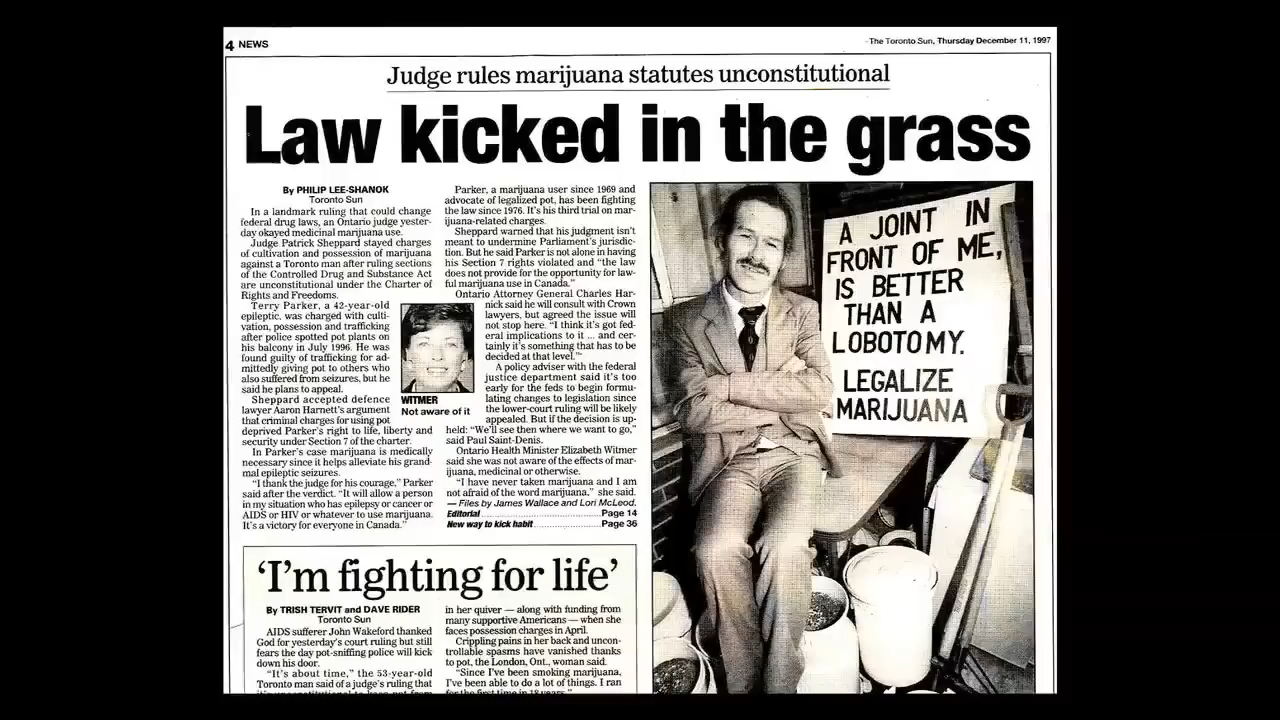 4 NEWS
The Toronto Sun, Thursday December 11, 1997
Judge rules marijuana statutes unconstitutional
Law kicked in the grass
By PHILIP LEE-SHANOK
Toronto Sun
In a landmark ruling that could change
federal drug laws, an Ontario judge yester-
day okayed medicinal marijuana use.
Judge Patrick Sheppard stayed charges
of cultivation and possession of marijuana
against a Toronto man after ruling sections
of the Controlled Drug and Substance Act
are unconstitutional under the Charter of
Rights and Freedoms.
Terry Parker, a 42-year-old
epileptic, was charged with culti-
vation, possession and trafficking
after police spotted pot plants on
his balcony in July 1996. He was
found guilty of trafficking for ad-
mittedly giving pot to others who
also suffered from seizures, but he
said he plans to appeal.
Sheppard accepted defence
lawyer Aaron Harnett's argument
that criminal charges for using pot
deprived Parker's right to life, liberty and
security under Section 7 of the charter.
In Parker's case marijuana is medically
necessary since it helps alleviate his grand-
mal epileptic seizures.
"I thank the judge for his courage," Parker
said after the verdict. "It will allow a person
in my situation who has epilepsy or cancer or
AIDS or HIV or whatever to use marijuana.
It's a victory for everyone in Canada."
WITMER
Not aware of it
Parker, a marijuana user since 1969 and
advocate of legalized pot, has been fighting
the law since 1976. It's his third trial on mar-
ijuana-related charges.
Sheppard warned that his judgment isn't
meant to undermine Parliament's jurisdic-
tion. But he said Parker is not alone in having
his Section 7 rights violated and "the law
does not provide for the opportunity for law-
ful marijuana use in Canada."
Ontario Attorney General Charles Har-
nick said he will consult with Crown
lawyers, but agreed the issue will
not stop here. "I think it's got fed-
eral implications to it ... and cer-
tainly it's something that has to be
decided at that level."
A policy adviser with the federal
justice department said it's too
early for the feds to begin formu-
lating changes to legislation since
the lower-court ruling will be likely
appealed. But if the decision is up-
held: "We'll see then where we want to go,"
said Paul Saint-Denis.
Ontario Health Minister Elizabeth Witmer
said she was not aware of the effects of mar-
ijuana, medicinal or otherwise.
"I have never taken marijuana and I am
not afraid of the word marijuana," she said.
— Files by James Wallace and Lori McLeod.
Editorial Page 14
New way to kick habit Page 36
A JOINT IN
FRONT OF ME,
IS BETTER
THAN A
LOBOTOMY.
LEGALIZE
MARIJUANA
'I'm fighting for life'
By TRISH TERVIT and DAVE RIDER
Toronto Sun
AIDS sufferer John Wakeford thanked
God for yesterday's court ruling but still
fears the day pot-sniffing police will kick
down his door.
"It's about time," the 53-year-old
Toronto man said of a judge's ruling that
in her quiver — along with funding from
many supportive Americans — when she
faces possession charges in April.
Crippling pains in her back and uncon-
trollable spasms have vanished thanks
to pot, the London, Ont., woman said.
"Since I've been smoking marijuana,
I've been able to do a lot of things. I ran
for the first time in 18 years."